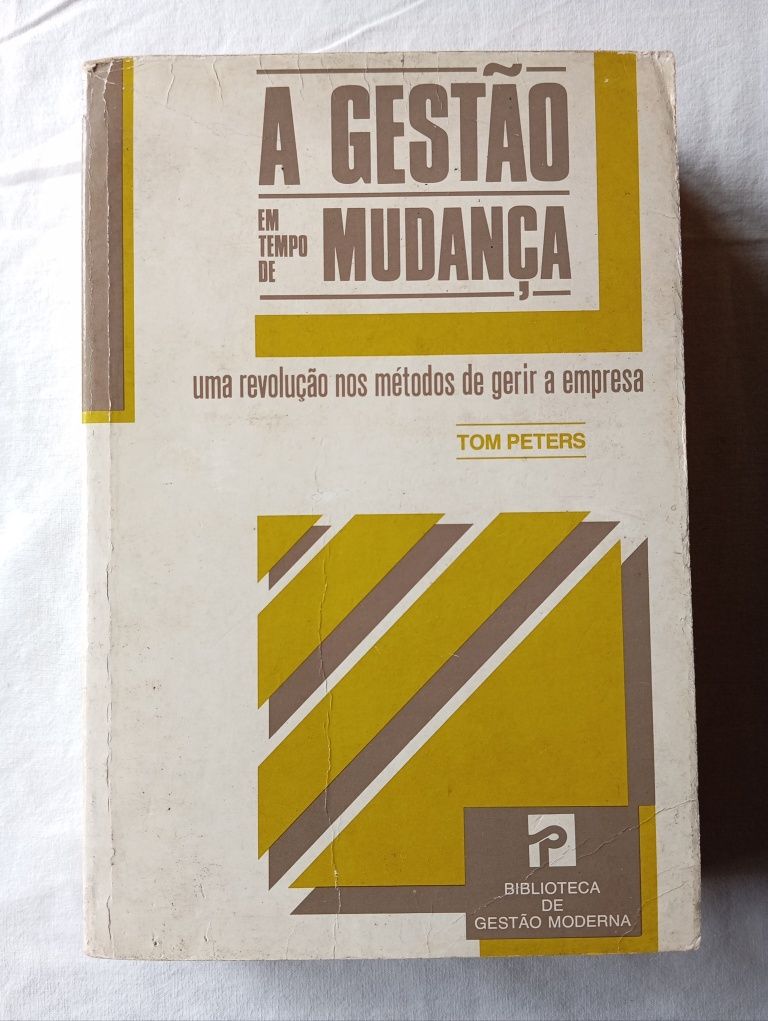 A GESTÃO
EM
TEMPO
DE
MUDANÇA
uma revolução nos métodos de gerir a empresa
TOM PETERS
P
BIBLIOTECA
DE
GESTÃO MODERNA